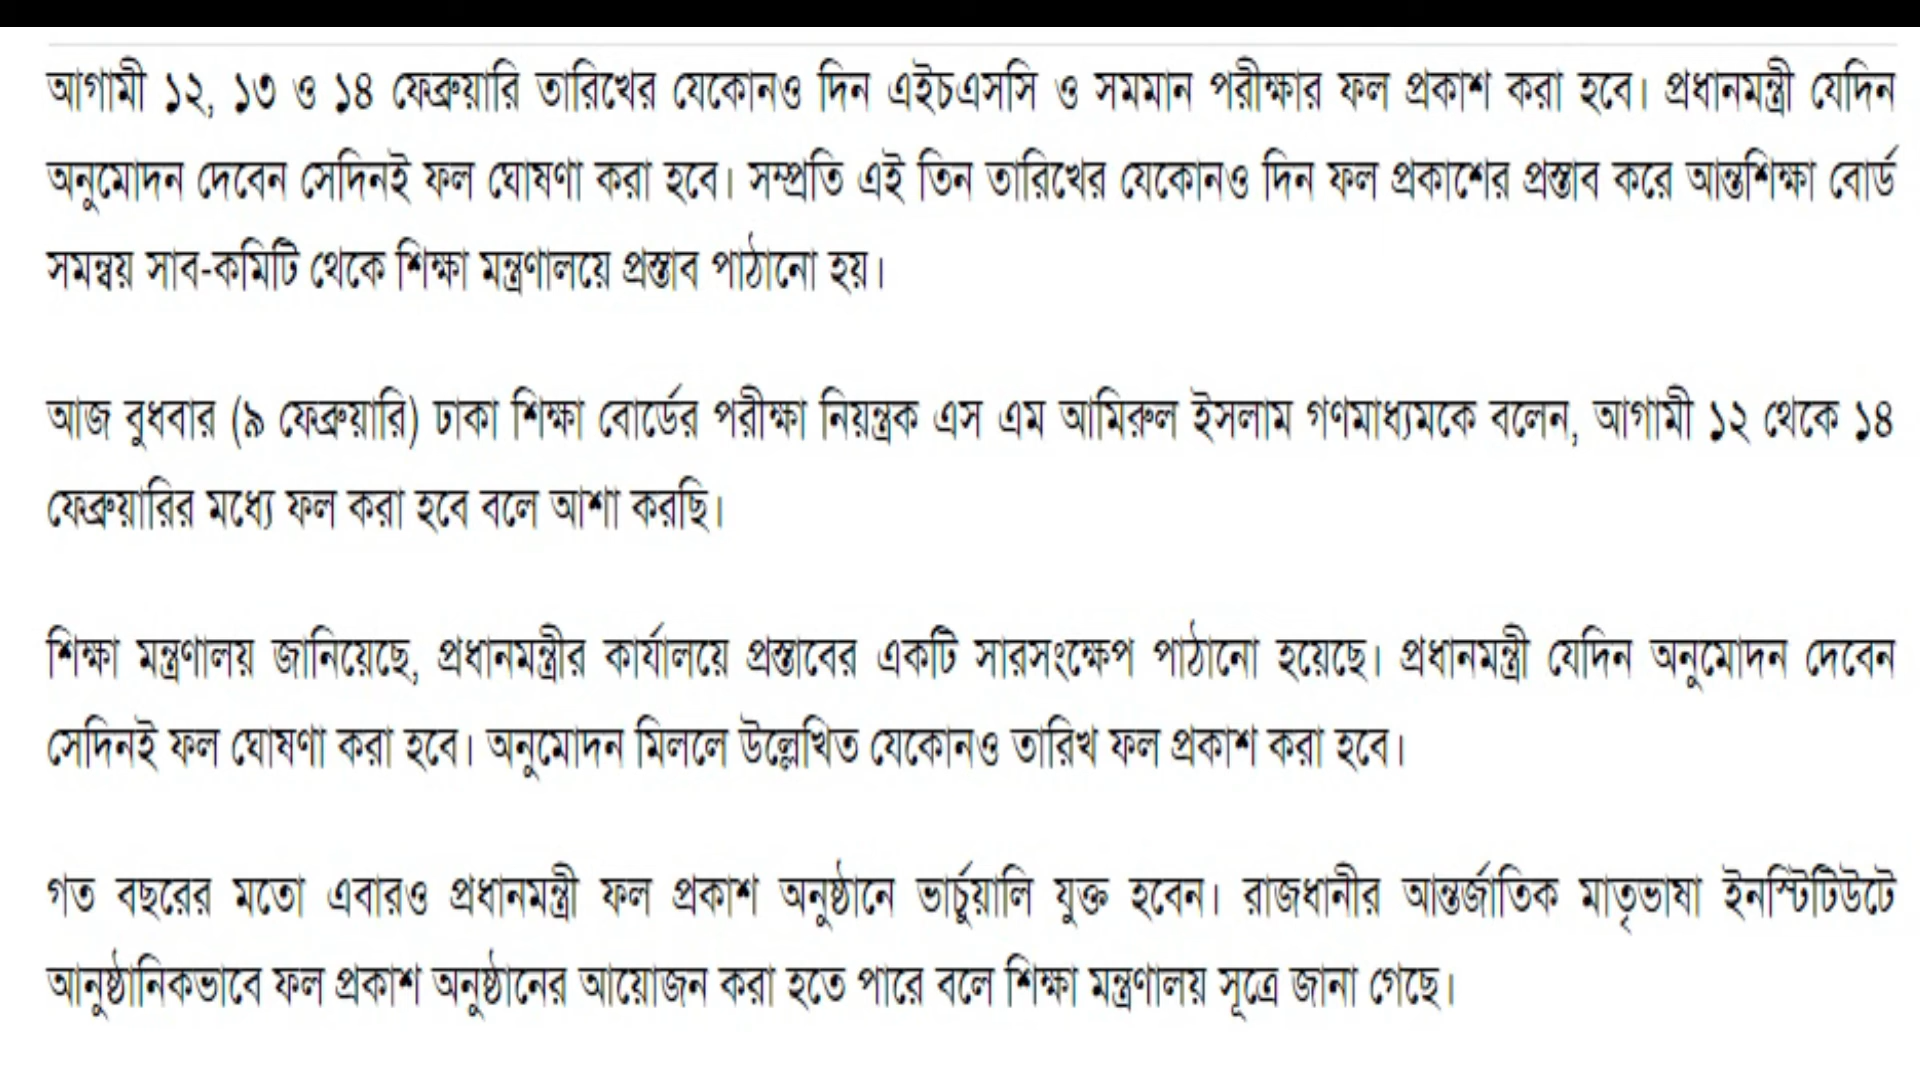 আগামী ১২, ১৩ ও ১৪ ফেব্রুয়ারি তারিখের যেকোনও দিন এইচএসসি ও সমমান পরীক্ষার ফল প্রকাশ করা হবে। প্রধানমন্ত্রী যেদিন
অনুমোদন দেবেন সেদিনই ফল ঘোষণা করা হবে। সম্প্রতি এই তিন তারিখের যেকোনও দিন ফল প্রকাশের প্রস্তাব করে আন্তশিক্ষা বোর্ড
সমন্বয় সাব-কমিটি থেকে শিক্ষা মন্ত্রণালয়ে প্রস্তাব পাঠানো হয়।
আজ বুধবার (৯ ফেব্রুয়ারি) ঢাকা শিক্ষা বোর্ডের পরীক্ষা নিয়ন্ত্রক এস এম আমিরুল ইসলাম গণমাধ্যমকে বলেন, আগামী ১২ থেকে ১৪
ফেব্রুয়ারির মধ্যে ফল করা হবে বলে আশা করছি।
শিক্ষা মন্ত্রণালয় জানিয়েছে, প্রধানমন্ত্রীর কার্যালয়ে প্রস্তাবের একটি সারসংক্ষেপ পাঠানো হয়েছে। প্রধানমন্ত্রী যেদিন অনুমোদন দেবেন
সেদিনই ফল ঘোষণা করা হবে। অনুমোদন মিললে উল্লেখিত যেকোনও তারিখ ফল প্রকাশ করা হবে।
গত বছরের মতো এবারও প্রধানমন্ত্রী ফল প্রকাশ অনুষ্ঠানে ভার্চুয়ালি যুক্ত হবেন। রাজধানীর আন্তর্জাতিক মাতৃভাষা ইনস্টিটিউটে
আনুষ্ঠানিকভাবে ফল প্রকাশ অনুষ্ঠানের আয়োজন করা হতে পারে বলে শিক্ষা মন্ত্রণালয় সূত্রে জানা গেছে।